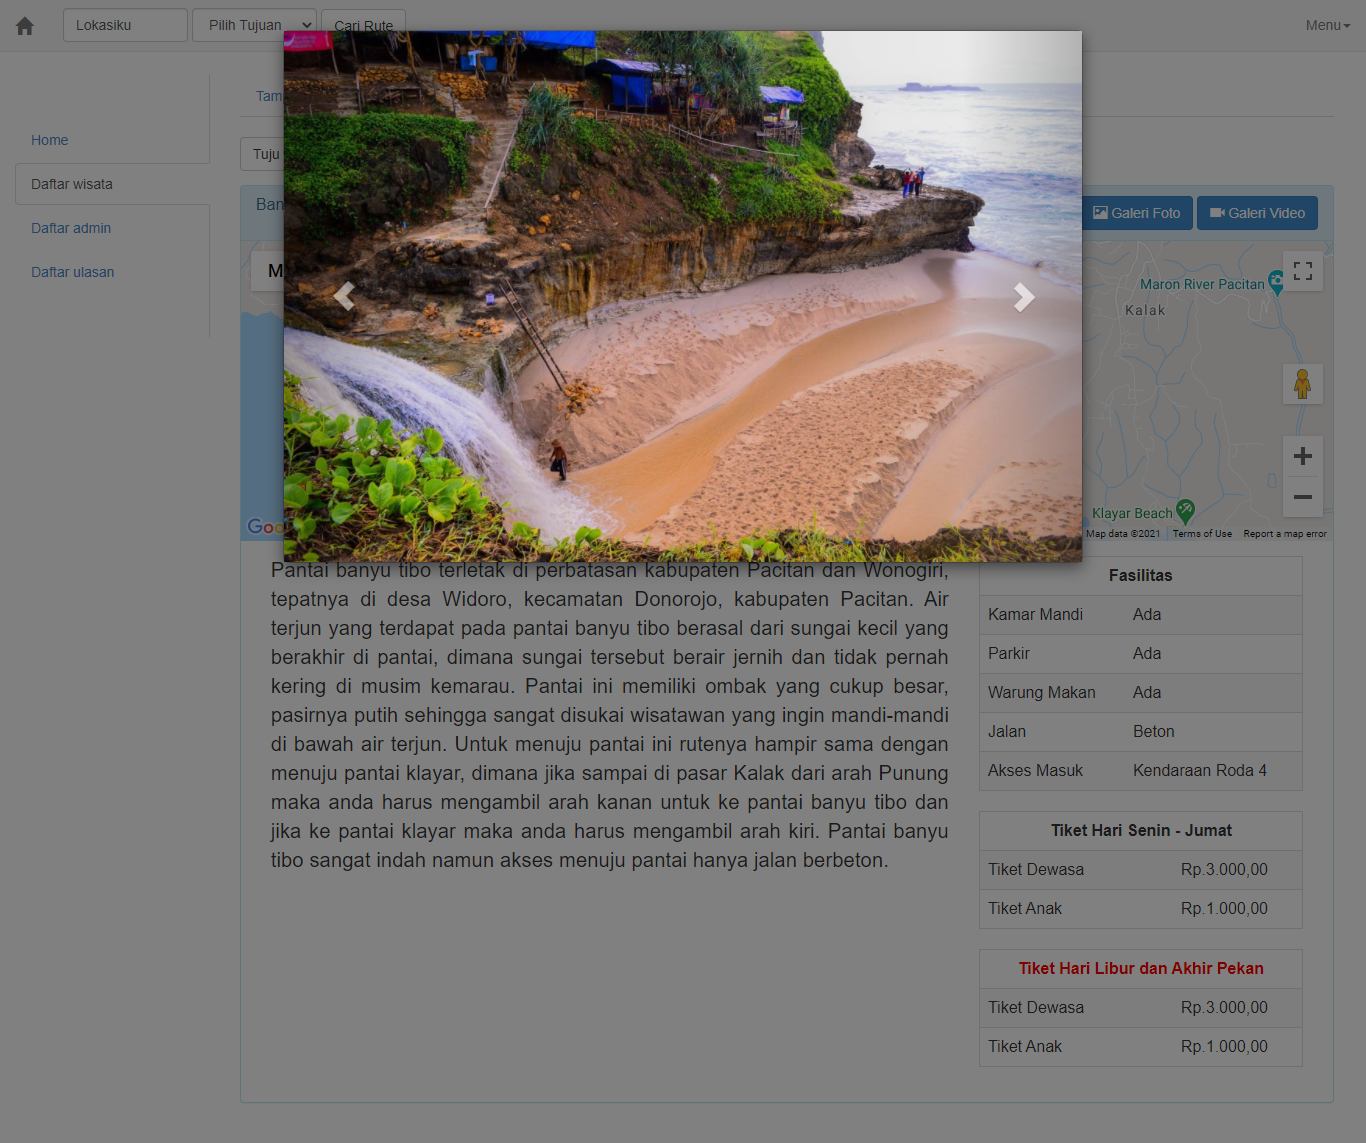 Lokasiku
Pilih Tujuan
Cari Rute
Menu
Tam
Home
Tuju
Daftar wisata
Ban
Galeri Foto
Galeri Video
Daftar admin
Daftar ulasan
M
Maron River Pacitan
Kalak
Klayar Beach
Goo
Map data ©2021
Terms of Use
Report a map error
Pantai banyu tibo terletak di perbatasan kabupaten Pacitan dan Wonogiri,
tepatnya di desa Widoro, kecamatan Donorojo, kabupaten Pacitan. Air
terjun yang terdapat pada pantai banyu tibo berasal dari sungai kecil yang
berakhir di pantai, dimana sungai tersebut berair jernih dan tidak pernah
kering di musim kemarau. Pantai ini memiliki ombak yang cukup besar,
pasirnya putih sehingga sangat disukai wisatawan yang ingin mandi-mandi
di bawah air terjun. Untuk menuju pantai ini rutenya hampir sama dengan
menuju pantai klayar, dimana jika sampai di pasar Kalak dari arah Punung
maka anda harus mengambil arah kanan untuk ke pantai banyu tibo dan
jika ke pantai klayar maka anda harus mengambil arah kiri. Pantai banyu
tibo sangat indah namun akses menuju pantai hanya jalan berbeton.
Fasilitas
Kamar Mandi Ada
Parkir Ada
Warung Makan Ada
Jalan Beton
Akses Masuk Kendaraan Roda 4
Tiket Hari Senin - Jumat
Tiket Dewasa Rp.3.000,00
Tiket Anak Rp.1.000,00
Tiket Hari Libur dan Akhir Pekan
Tiket Dewasa Rp.3.000,00
Tiket Anak Rp.1.000,00